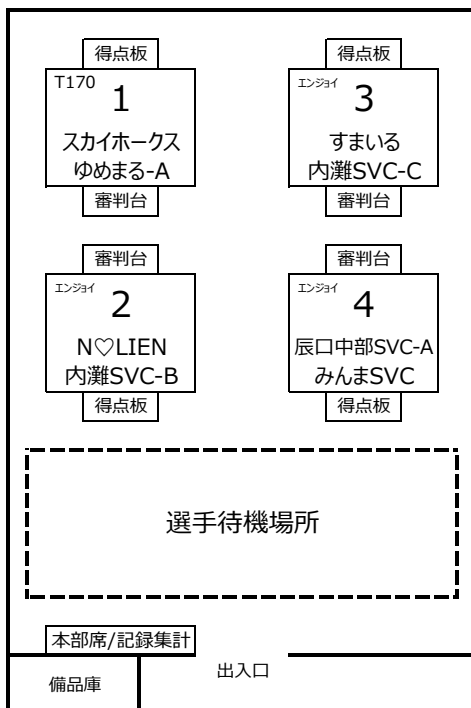 得点板
T170
1
スカイホークス
ゆめまる-A
審判台
得点板
エンジョイ
3
すまいる
内灘SVC-C
審判台
審判台
エンジョイ
2
N♡LIEN
内灘SVC-B
得点板
審判台
エンジョイ
4
辰口中部SVC-A
みんまSVC
得点板
選手待機場所
本部席/記録集計
備品庫
出入口